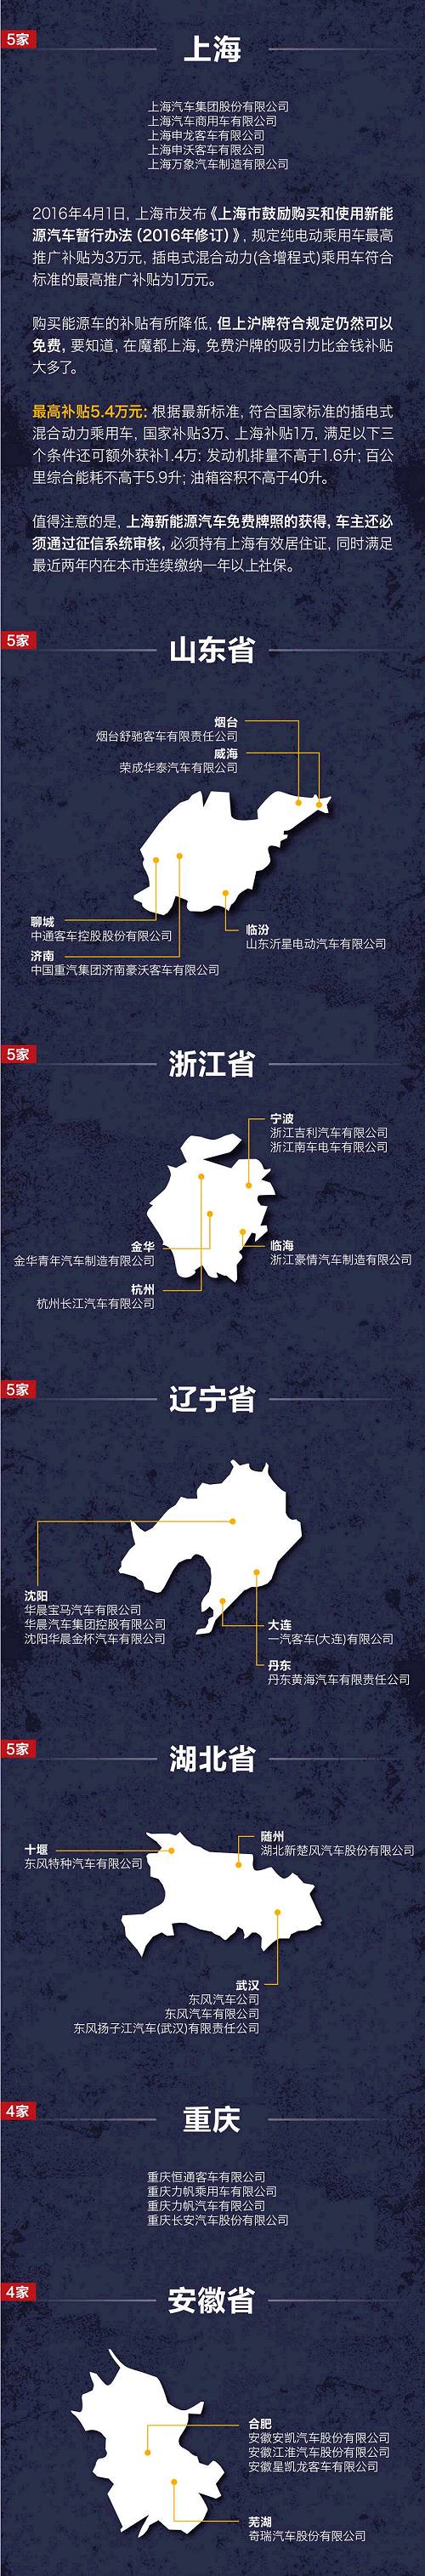 5家
上海
上海汽车集团股份有限公司
上海汽车商用车有限公司
上海申龙客车有限公司
上海申沃客车有限公司
上海万象汽车制造有限公司
2016年4月1日, 上海市发布《上海市鼓励购买和使用新能
源汽车暂行办法 (2016年修订) 》, 规定纯电动乘用车最高
推广补贴为3万元, 插电式混合动力(含增程式)乘用车符合
标准的最高推广补贴为1万元。
购买能源车的补贴有所降低, 但上沪牌符合规定仍然可以
免费, 要知道, 在魔都上海, 免费沪牌的吸引力比金钱补贴
大多了。
最高补贴5.4万元: 根据最新标准, 符合国家标准的插电式
混合动力乘用车, 国家补贴3万、上海补贴1万, 满足以下三
个条件还可额外获补1.4万: 发动机排量不高于1.6升; 百公
里综合能耗不高于5.9升; 油箱容积不高于40升。
值得注意的是, 上海新能源汽车免费牌照的获得, 车主还必
须通过征信系统审核, 必须持有上海有效居住证, 同时满足
最近两年内在本市连续缴纳一年以上社保。
5家
山东省
烟台
烟台舒驰客车有限责任公司
威海
荣成华泰汽车有限公司
聊城
中通客车控股股份有限公司
济南
中国重汽集团济南豪沃客车有限公司
临汾
山东沂星电动汽车有限公司
5家
浙江省
宁波
浙江吉利汽车有限公司
浙江南车电车有限公司
金华
金华青年汽车制造有限公司
临海
浙江豪情汽车制造有限公司
杭州
杭州长江汽车有限公司
5家
辽宁省
沈阳
华晨宝马汽车有限公司
华晨汽车集团控股有限公司
沈阳华晨金杯汽车有限公司
大连
一汽客车(大连)有限公司
丹东
丹东黄海汽车有限责任公司
5家
湖北省
十堰
东风特种汽车有限公司
随州
湖北新楚风汽车股份有限公司
武汉
东风汽车公司
东风汽车有限公司
东风扬子江汽车(武汉)有限责任公司
4家
重庆
重庆恒通客车有限公司
重庆力帆乘用车有限公司
重庆力帆汽车有限公司
重庆长安汽车股份有限公司
4家
安徽省
合肥
安徽安凯汽车股份有限公司
安徽江淮汽车股份有限公司
安徽星凯龙客车有限公司
芜湖
奇瑞汽车股份有限公司